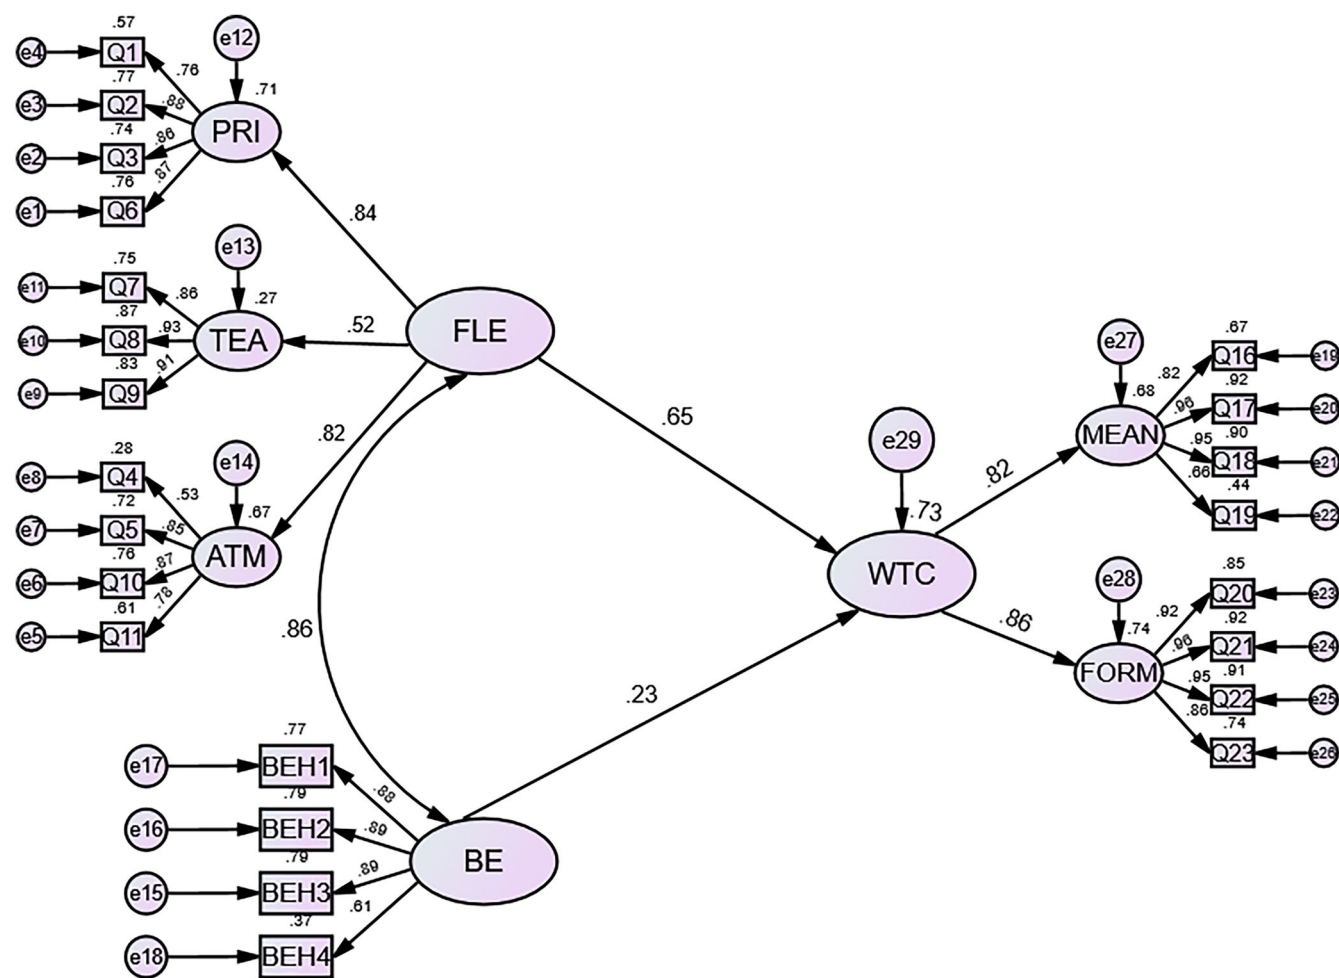 .57
e4 Q1 .76
e12
.77
.71
e3 Q2 .88
PRI
.74
e2 Q3 .86
.76
e1 Q6 .87
.84
e13
.75
e11 Q7 .86
.27
.87
e10 Q8 .93
TEA
.83
e9 Q9 .91
.52
FLE
.82
.65
.28
e8 Q4 .53
e14
.72
.67
e7 Q5 .85
ATM
.76
e6 Q10 .87
.61
e5 Q11 .78
.86
.23
.77
e17 BEH1 .88
.79
e16 BEH2 .89
.79
e15 BEH3 .89
.37
e18 BEH4 .61
BE
e29
.73
WTC
.82
.86
e27
.68
MEAN
.67
.82 Q16 e19
.92
.96 Q17 e20
.90
.95 Q18 e21
.44
.66 Q19 e22
e28
.74
FORM
.85
.92 Q20 e23
.92
.96 Q21 e24
.91
.95 Q22 e25
.74
.86 Q23 e26